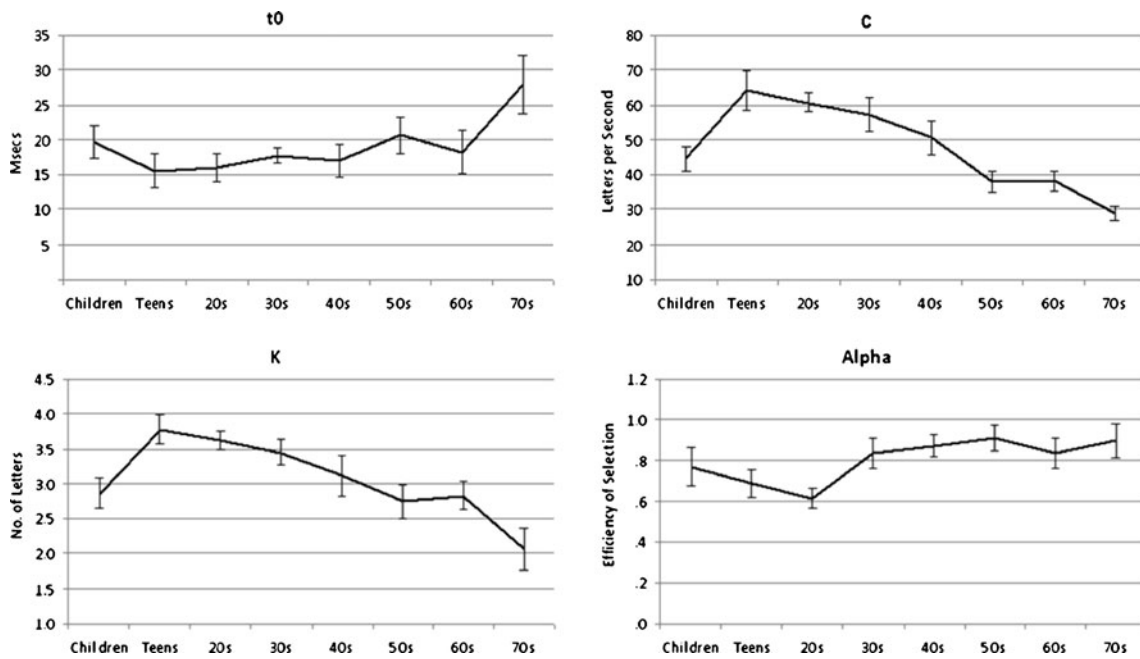 t0
35
30
25
20
15
10
5
Msecs
Children Teens 20s 30s 40s 50s 60s 70s
C
80
70
60
50
40
30
20
10
Letters per Second
Children Teens 20s 30s 40s 50s 60s 70s
K
4.5
4.0
3.5
3.0
2.5
2.0
1.5
1.0
No. of Letters
Children Teens 20s 30s 40s 50s 60s 70s
Alpha
1.2
1.0
.8
.6
.4
.2
.0
Efficiency of Selection
Children Teens 20s 30s 40s 50s 60s 70s